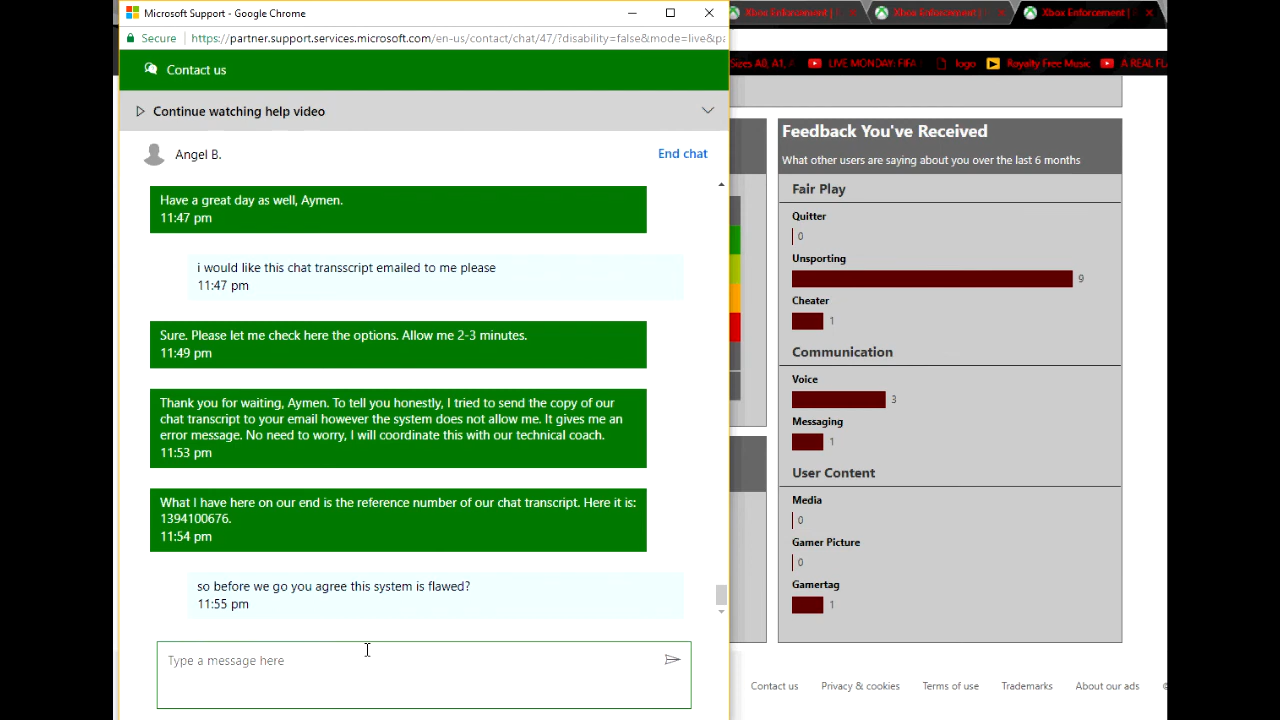 Microsoft Support - Google Chrome
Xbox Enforcement |
Xbox Enforcement |
Xbox Enforcement |
Secure
https://partner.support.services.microsoft.com/en-us/contact/chat/47/?disability=false&mode=live&pa
Sizes A0, A1, A
LIVE MONDAY: FIFA
logo
Royalty Free Music
A REAL FL
Contact us
Continue watching help video
Angel B.
End chat
Have a great day as well, Aymen.
11:47 pm
i would like this chat transscript emailed to me please
11:47 pm
Sure. Please let me check here the options. Allow me 2-3 minutes.
11:49 pm
Thank you for waiting, Aymen. To tell you honestly, I tried to send the copy of our
chat transcript to your email however the system does not allow me. It gives me an
error message. No need to worry, I will coordinate this with our technical coach.
11:53 pm
What I have here on our end is the reference number of our chat transcript. Here it is:
1394100676.
11:54 pm
so before we go you agree this system is flawed?
11:55 pm
Type a message here
Feedback You've Received
What other users are saying about you over the last 6 months
Fair Play
Quitter
0
Unsporting
9
Cheater
1
Communication
Voice
3
Messaging
1
User Content
Media
0
Gamer Picture
0
Gamertag
1
Contact us
Privacy & cookies
Terms of use
Trademarks
About our ads
©